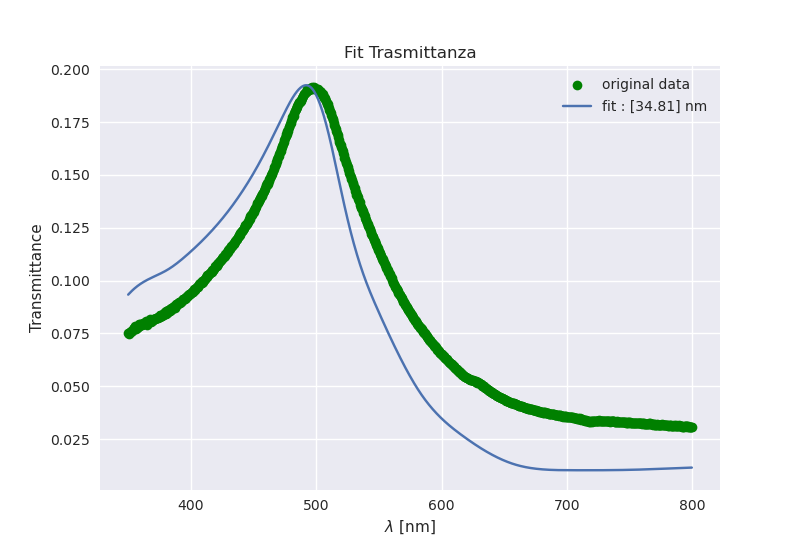 Fit Trasmittanza
0.200
0.175
0.150
0.125
0.100
0.075
0.050
0.025
Transmittance
original data
fit : [34.81] nm
400 500 600 700 800
λ [nm]